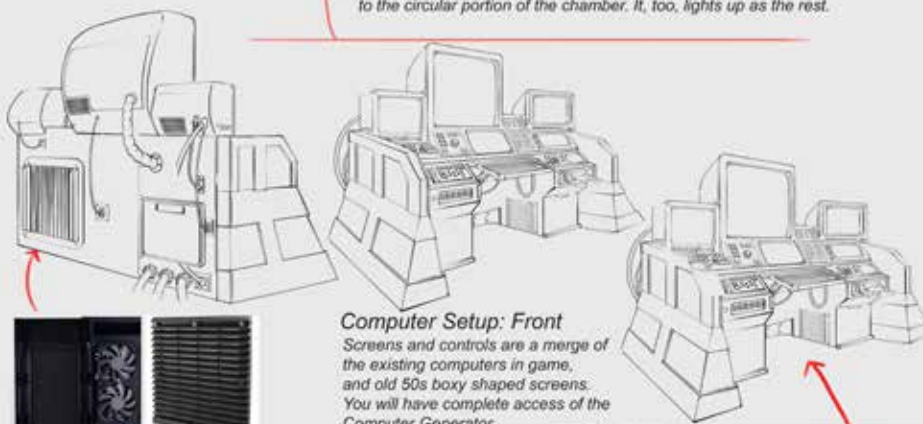 to the circular portion of the chamber. It, too, lights up as the rest.
Computer Setup: Front
Screens and controls are a merge of
the existing computers in game,
and old 50s boxy shaped screens.
You will have complete access of the
Computer Generator